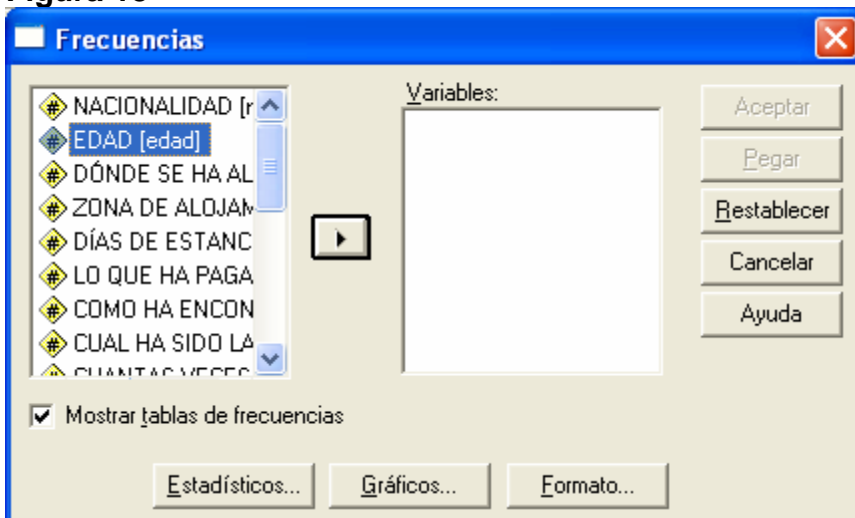 Frecuencias
NACIONALIDAD [r
EDAD [edad]
DÓNDE SE HA AL
ZONA DE ALOJAM
DÍAS DE ESTANC
LO QUE HA PAGA
COMO HA ENCON
CUAL HA SIDO LA
CUANTAS VECES
Variables:
Aceptar
Pegar
Restablecer
Cancelar
Ayuda
Mostrar tablas de frecuencias
Estadísticos...
Gráficos...
Formato...